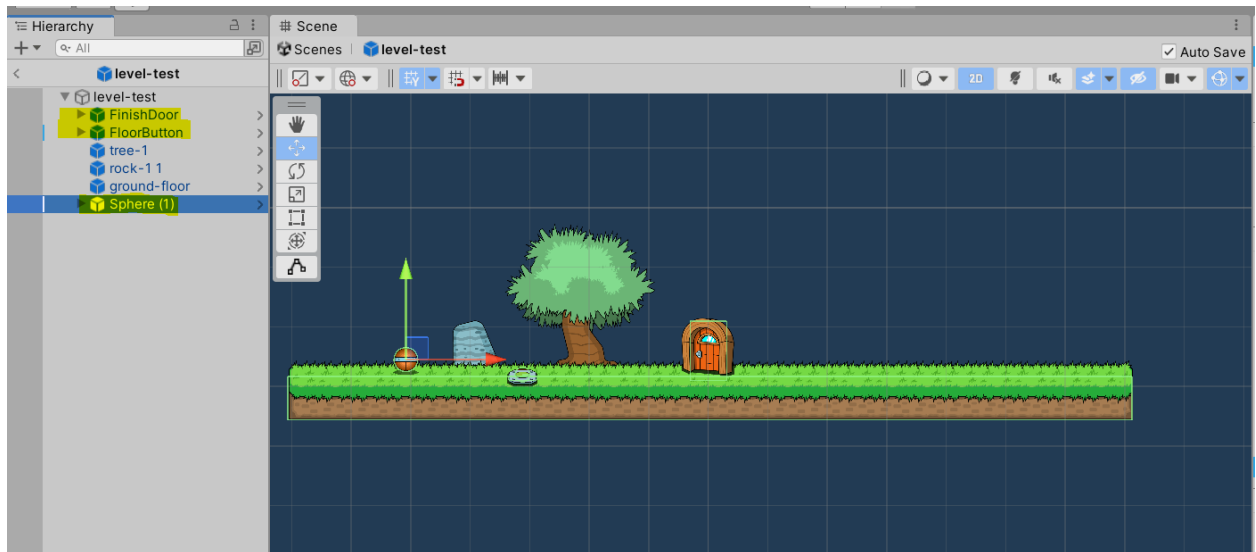 Hierarchy
All
level-test
level-test
FinishDoor
FloorButton
tree-1
rock-1 1
ground-floor
Sphere (1)
Scene
Scenes | level-test
Auto Save
2D